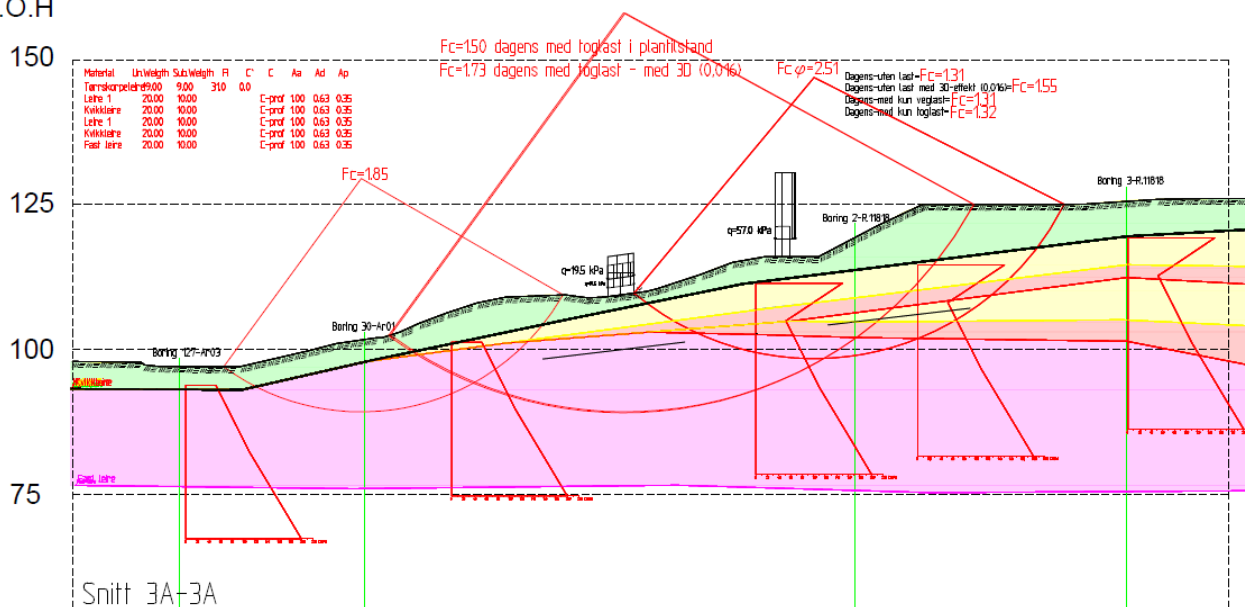 .O.H
150
125
100
75
Fc=1.50 dagens med toglast i plantilstand
Fc=1.73 dagens med toglast - med 3D (0,016)
Fcφ=2.51
Dagens-uten last=Fc=1.31
Dagens-uten last med 3D-effekt (0,016)=Fc=1.55
Dagens-med kun veglast=Fc=1.31
Dagens-med kun toglast=Fc=1.32
Material Un.Weigth Sub.Weigth Fi C' C Aa Ad Ap
Tørrskorpeleire 19.00 9.00 31.0 0.0
Leire 1 20.00 10.00 C-prof 1.00 0.63 0.35
Kvikkleire 20.00 10.00 C-prof 1.00 0.63 0.35
Leire 1 20.00 10.00 C-prof 1.00 0.63 0.35
Kvikkleire 20.00 10.00 C-prof 1.00 0.63 0.35
Fast leire 20.00 10.00 C-prof 1.00 0.63 0.35
Fc=1.85
Boring 3-R.11818
Boring 2-R.11818
q=57.0 kPa
q=19.5 kPa
Boring 30-Ar01
Boring 127-Ar03
Kvikkleire
Fast leire
Snitt 3A-3A